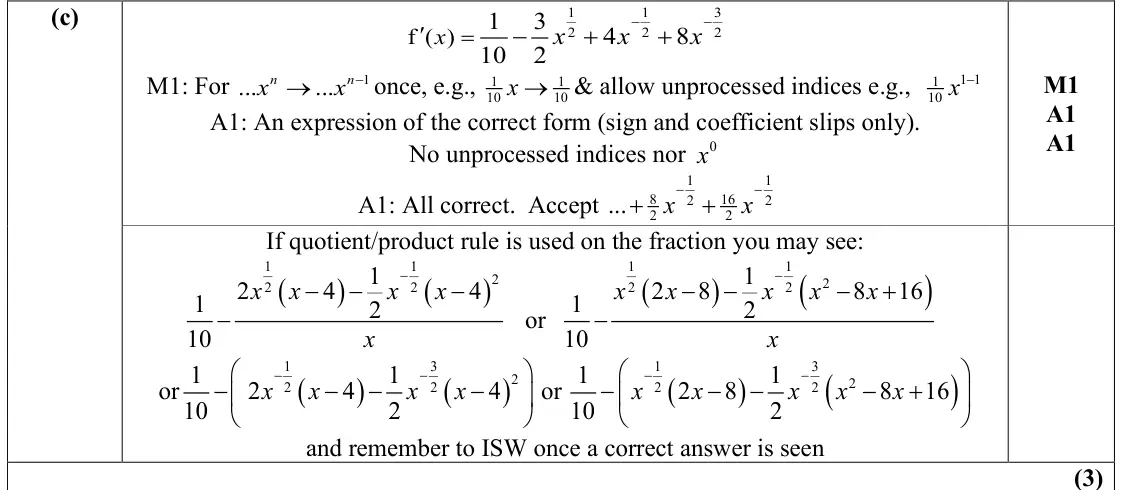 (c)
f′(x) = 1/10 − 3/2 x^(1/2) + 4x^(−1/2) + 8x^(−3/2)
M1: For ...xⁿ → ...xⁿ⁻¹ once, e.g., 1/10 x → 1/10 & allow unprocessed indices e.g., 1/10 x¹⁻¹
M1
A1: An expression of the correct form (sign and coefficient slips only).
A1
No unprocessed indices nor x⁰
A1
A1: All correct. Accept ... + 8/2 x^(−1/2) + 16/2 x^(−1/2)
If quotient/product rule is used on the fraction you may see:
1/10 − (2x^(1/2)(x−4) − 1/2 x^(−1/2)(x−4)²)/x or 1/10 − (x^(1/2)(2x−8) − 1/2 x^(−1/2)(x²−8x+16))/x
or 1/10 − (2x^(−1/2)(x−4) − 1/2 x^(−3/2)(x−4)²) or 1/10 − (x^(−1/2)(2x−8) − 1/2 x^(−3/2)(x²−8x+16))
and remember to ISW once a correct answer is seen
(3)